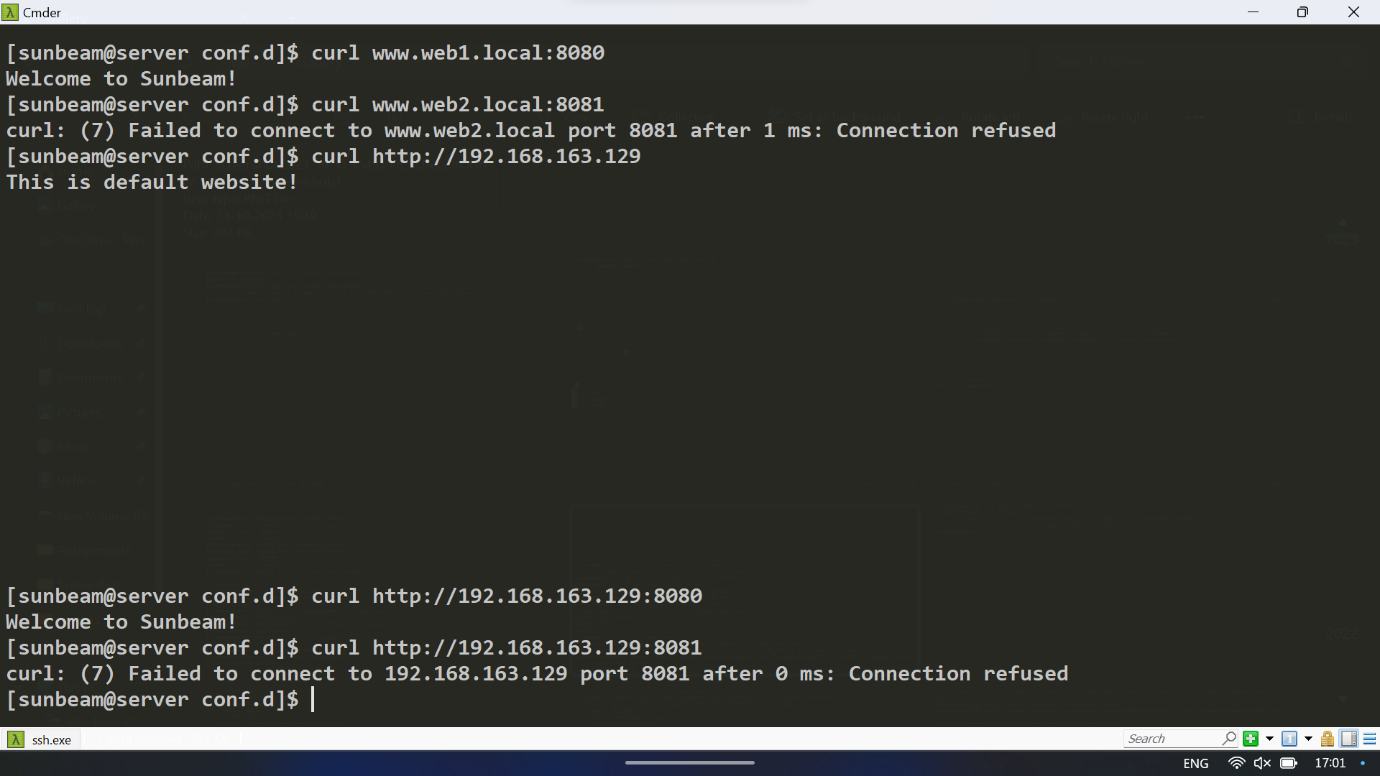 Cmder
[sunbeam@server conf.d]$ curl www.web1.local:8080
Welcome to Sunbeam!
[sunbeam@server conf.d]$ curl www.web2.local:8081
curl: (7) Failed to connect to www.web2.local port 8081 after 1 ms: Connection refused
[sunbeam@server conf.d]$ curl http://192.168.163.129
This is default website!
[sunbeam@server conf.d]$ curl http://192.168.163.129:8080
Welcome to Sunbeam!
[sunbeam@server conf.d]$ curl http://192.168.163.129:8081
curl: (7) Failed to connect to 192.168.163.129 port 8081 after 0 ms: Connection refused
[sunbeam@server conf.d]$
ssh.exe
Search
ENG 17:01